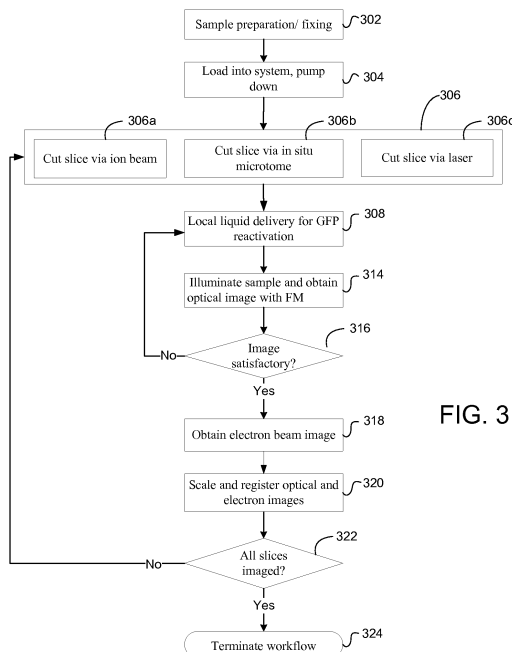 Sample preparation/ fixing
302
Load into system, pump
down
304
306
306a
306b
306c
Cut slice via ion beam
Cut slice via in situ
microtome
Cut slice via laser
Local liquid delivery for GFP
reactivation
308
Illuminate sample and obtain
optical image with FM
314
Image
satisfactory?
316
No
Yes
Obtain electron beam image
318
FIG. 3
Scale and register optical and
electron images
320
All slices
imaged?
322
No
Yes
Terminate workflow
324